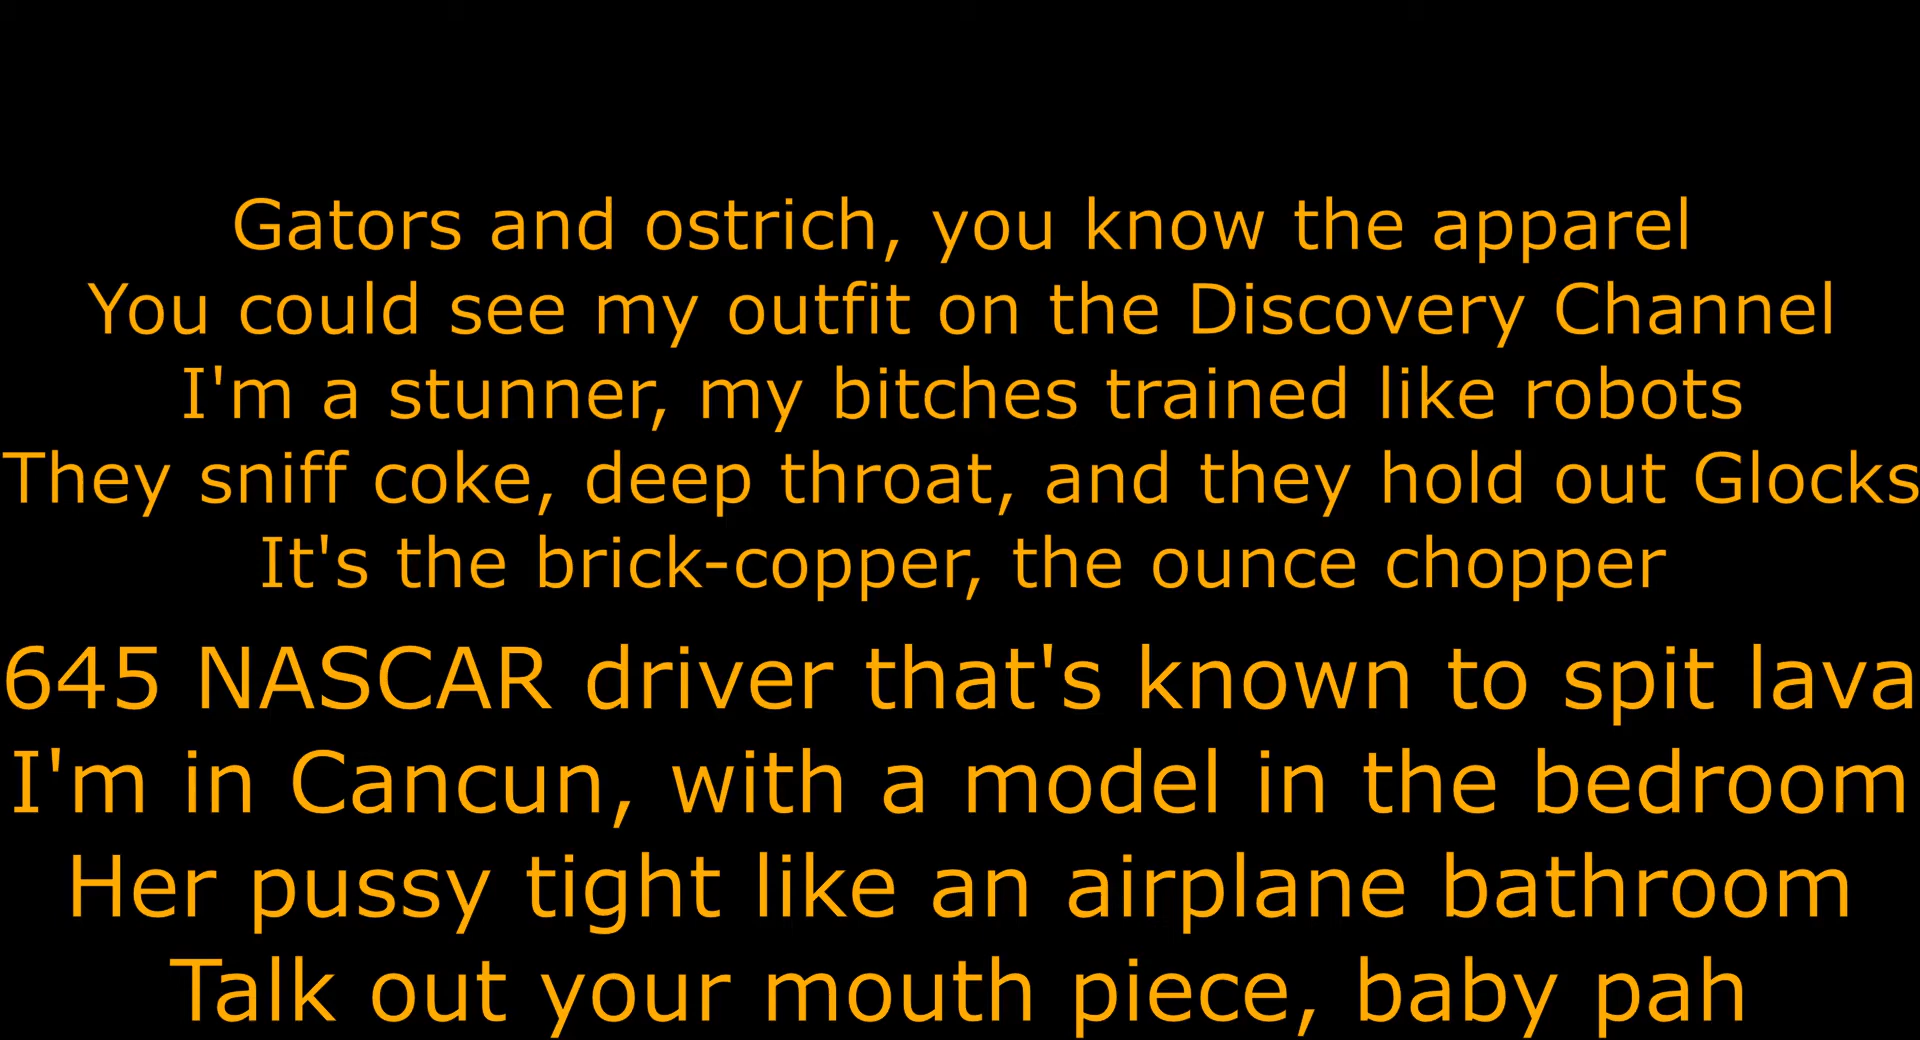 Gators and ostrich, you know the apparel
You could see my outfit on the Discovery Channel
I'm a stunner, my bitches trained like robots
They sniff coke, deep throat, and they hold out Glocks
It's the brick-copper, the ounce chopper
645 NASCAR driver that's known to spit lava
I'm in Cancun, with a model in the bedroom
Her pussy tight like an airplane bathroom
Talk out your mouth piece, baby pah